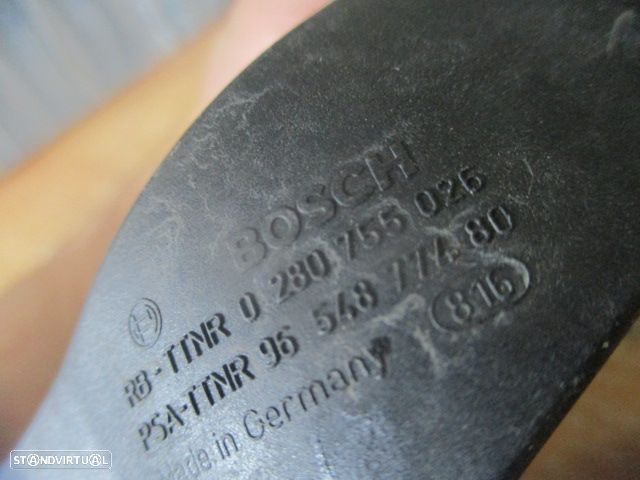 BOSCH
RB-TTNR 0 280 755 026
PSA-TTNR 96 548 774 80
816
Made in Germany
STANDVIRTUAL